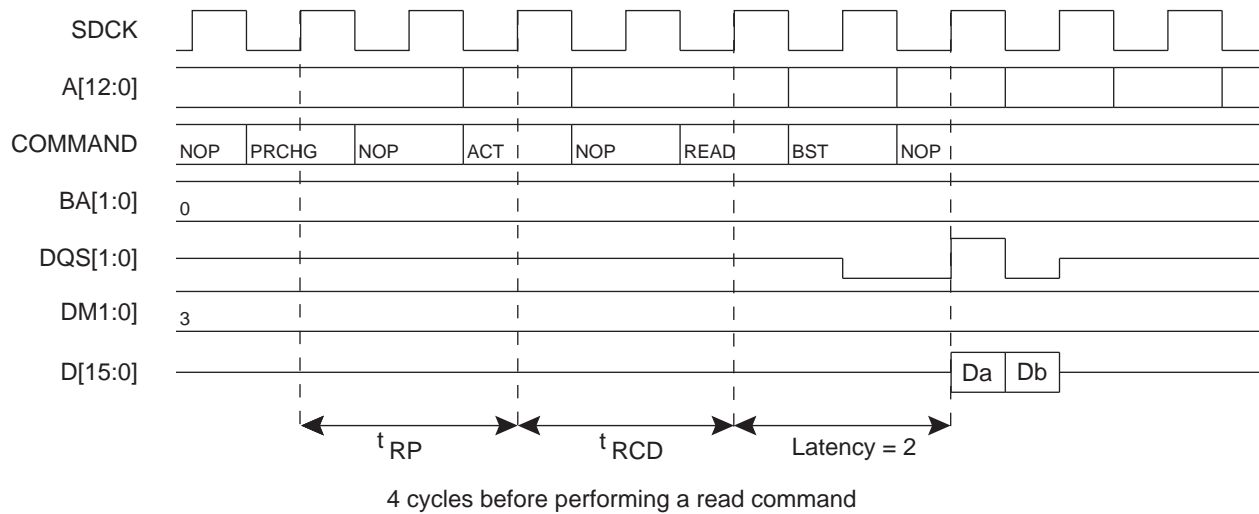 SDCK
A[12:0]
COMMAND
NOP PRCHG NOP ACT NOP READ BST NOP
BA[1:0]
0
DQS[1:0]
DM1:0]
3
D[15:0]
Da Db
t RP t RCD Latency = 2
4 cycles before performing a read command